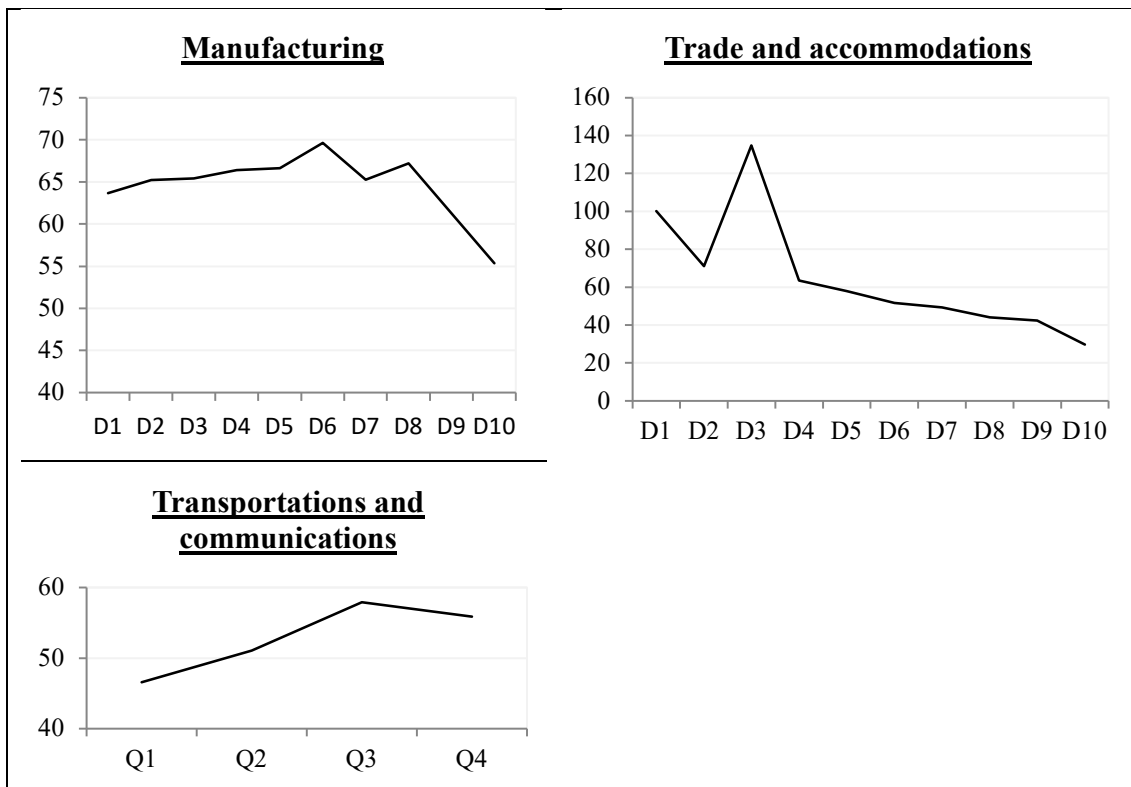 Manufacturing
75
70
65
60
55
50
45
40
D1 D2 D3 D4 D5 D6 D7 D8 D9 D10
Trade and accommodations
160
140
120
100
80
60
40
20
0
D1 D2 D3 D4 D5 D6 D7 D8 D9 D10
Transportations and
communications
60
50
40
Q1 Q2 Q3 Q4